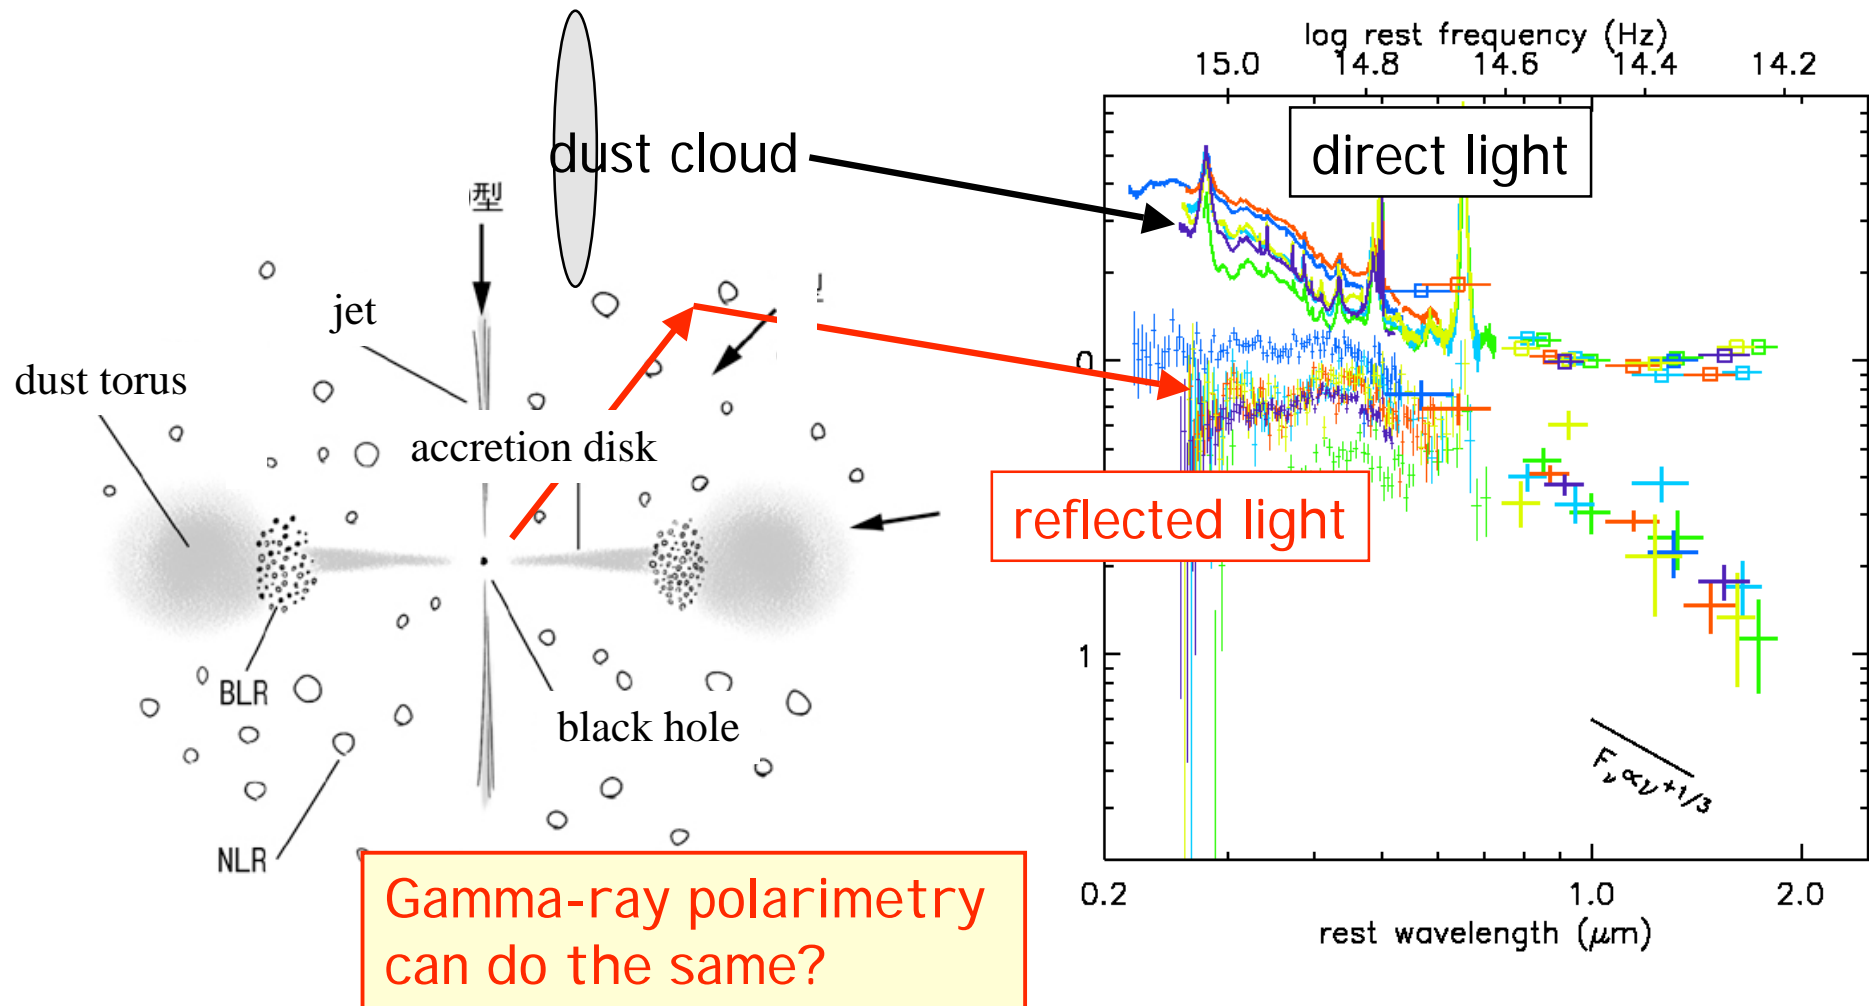 dust cloud
型
jet
dust torus
accretion disk
BLR
black hole
NLR
Gamma-ray polarimetry
can do the same?
log rest frequency (Hz)
15.0 14.8 14.6 14.4 14.2
direct light
0
reflected light
1
F_ν ∝ ν^+1/3
0.2 1.0 2.0
rest wavelength (μm)